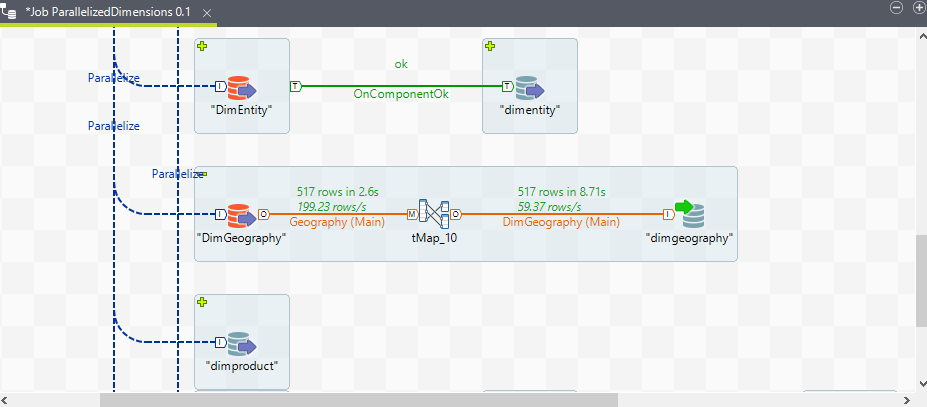 *Job ParallelizedDimensions 0.1
Parallelize
I
"DimEntity"
T
ok
OnComponentOk
T
"dimentity"
Parallelize
Parallelize
I
"DimGeography"
O
517 rows in 2.6s
199.23 rows/s
Geography (Main)
M
tMap_10
O
517 rows in 8.71s
59.37 rows/s
DimGeography (Main)
I
"dimgeography"
I
"dimproduct"